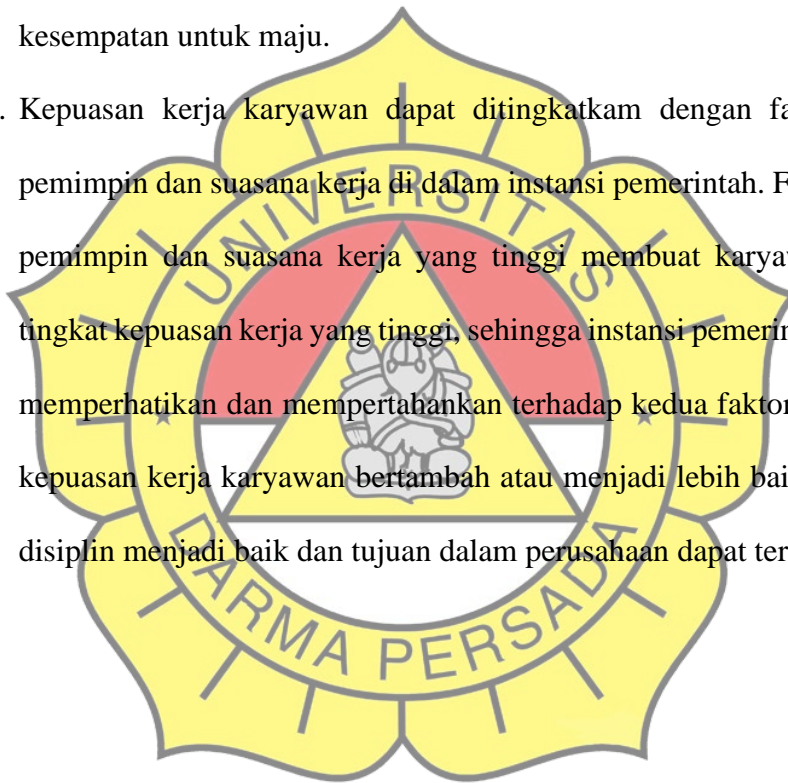 kesempatan untuk maju.
. Kepuasan kerja karyawan dapat ditingkatkam dengan fa
pemimpin dan suasana kerja di dalam instansi pemerintah. F
pemimpin dan suasana kerja yang tinggi membuat karyaw
tingkat kepuasan kerja yang tinggi, sehingga instansi pemerin
memperhatikan dan mempertahankan terhadap kedua faktor
kepuasan kerja karyawan bertambah atau menjadi lebih bai
disiplin menjadi baik dan tujuan dalam perusahaan dapat ter
UNIVERSITAS
DARMA PERSADA